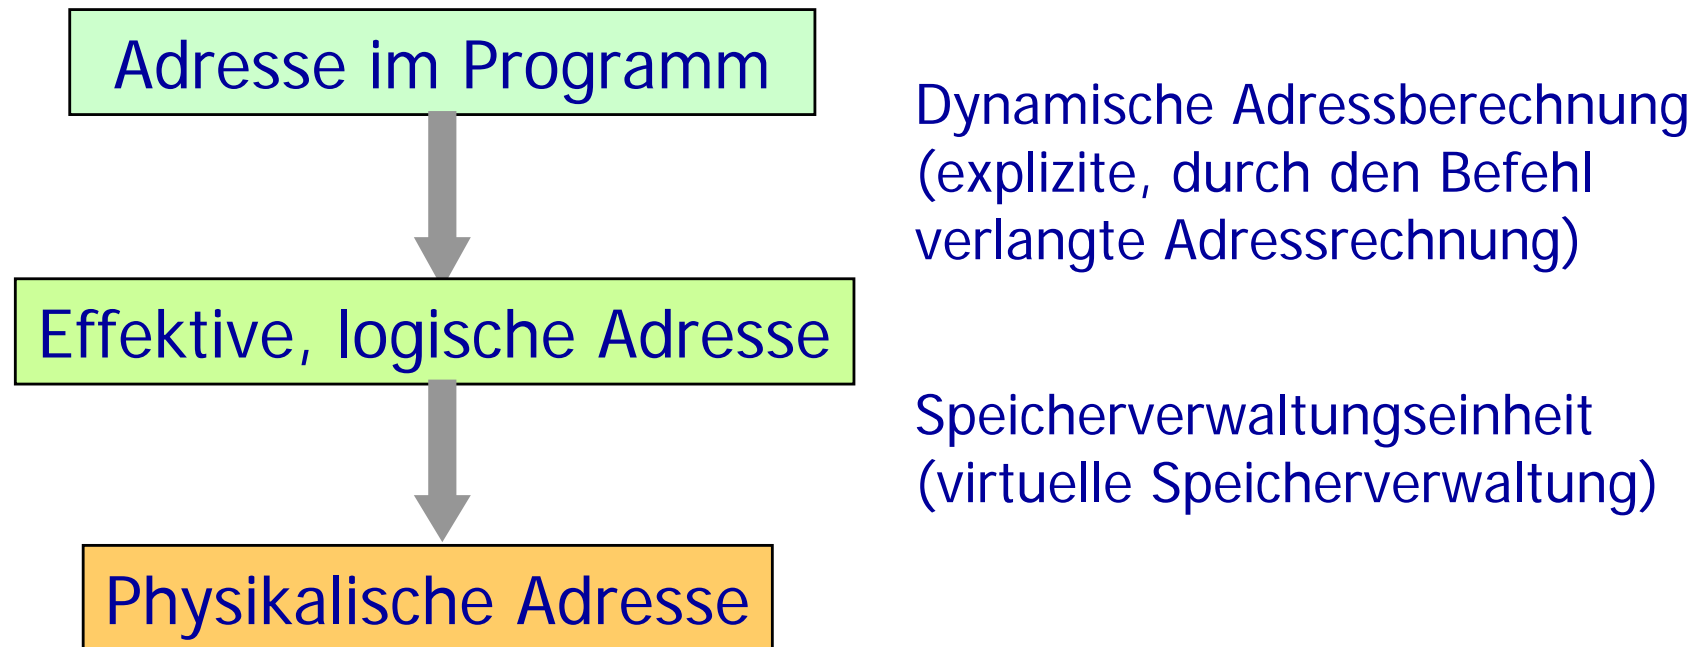 Adresse im Programm
Dynamische Adressberechnung
(explizite, durch den Befehl
verlangte Adressrechnung)
Effektive, logische Adresse
Speicherverwaltungseinheit
(virtuelle Speicherverwaltung)
Physikalische Adresse